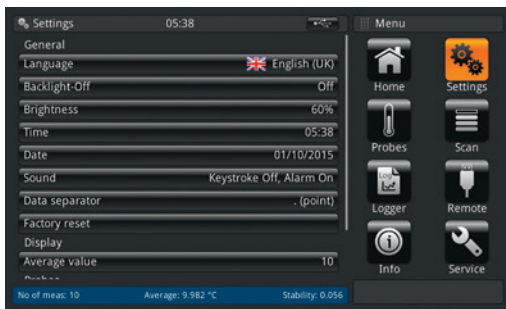 Settings 05:38
General
Language English (UK)
Backlight-Off Off
Brightness 60%
Time 05:38
Date 01/10/2015
Sound Keystroke Off, Alarm On
Data separator . (point)
Factory reset
Display
Average value 10
Probes
No of meas: 10 Average: 9.982 °C Stability: 0.056
Menu
Home Settings
Probes Scan
Log
Logger Remote
Info Service